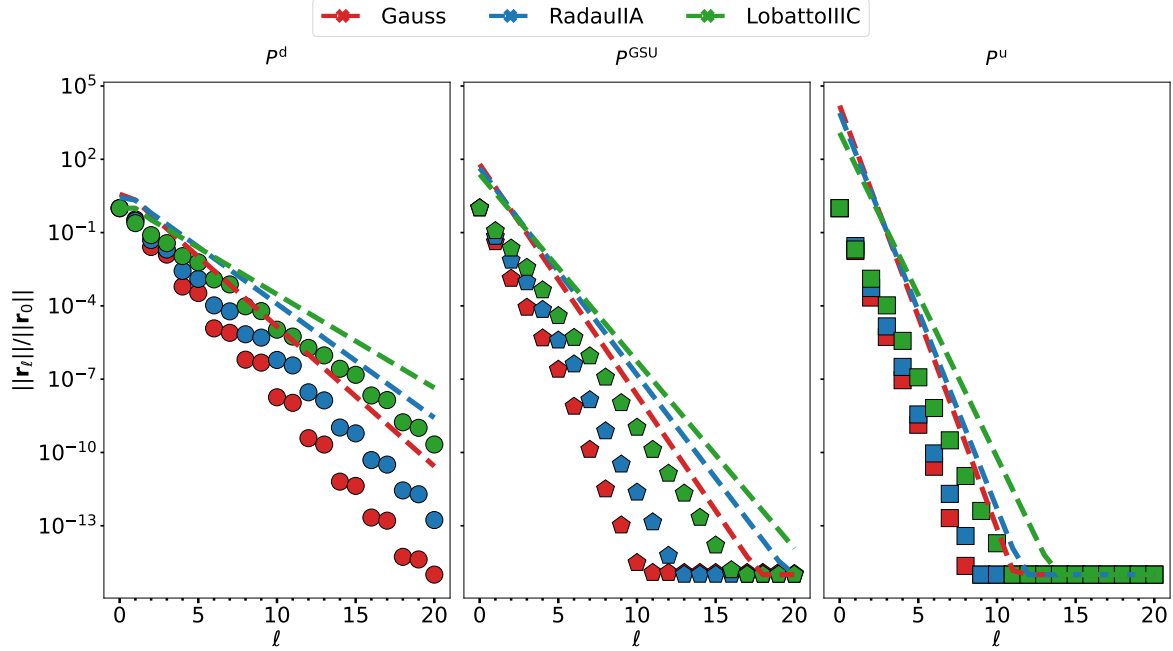 Gauss RadauIIA LobattoIIIC
P^d P^GSU P^u
||r_ℓ||/||r_0||
10^5
10^2
10^-1
10^-4
10^-7
10^-10
10^-13
0 5 10 15 20 0 5 10 15 20 0 5 10 15 20
ℓ ℓ ℓ